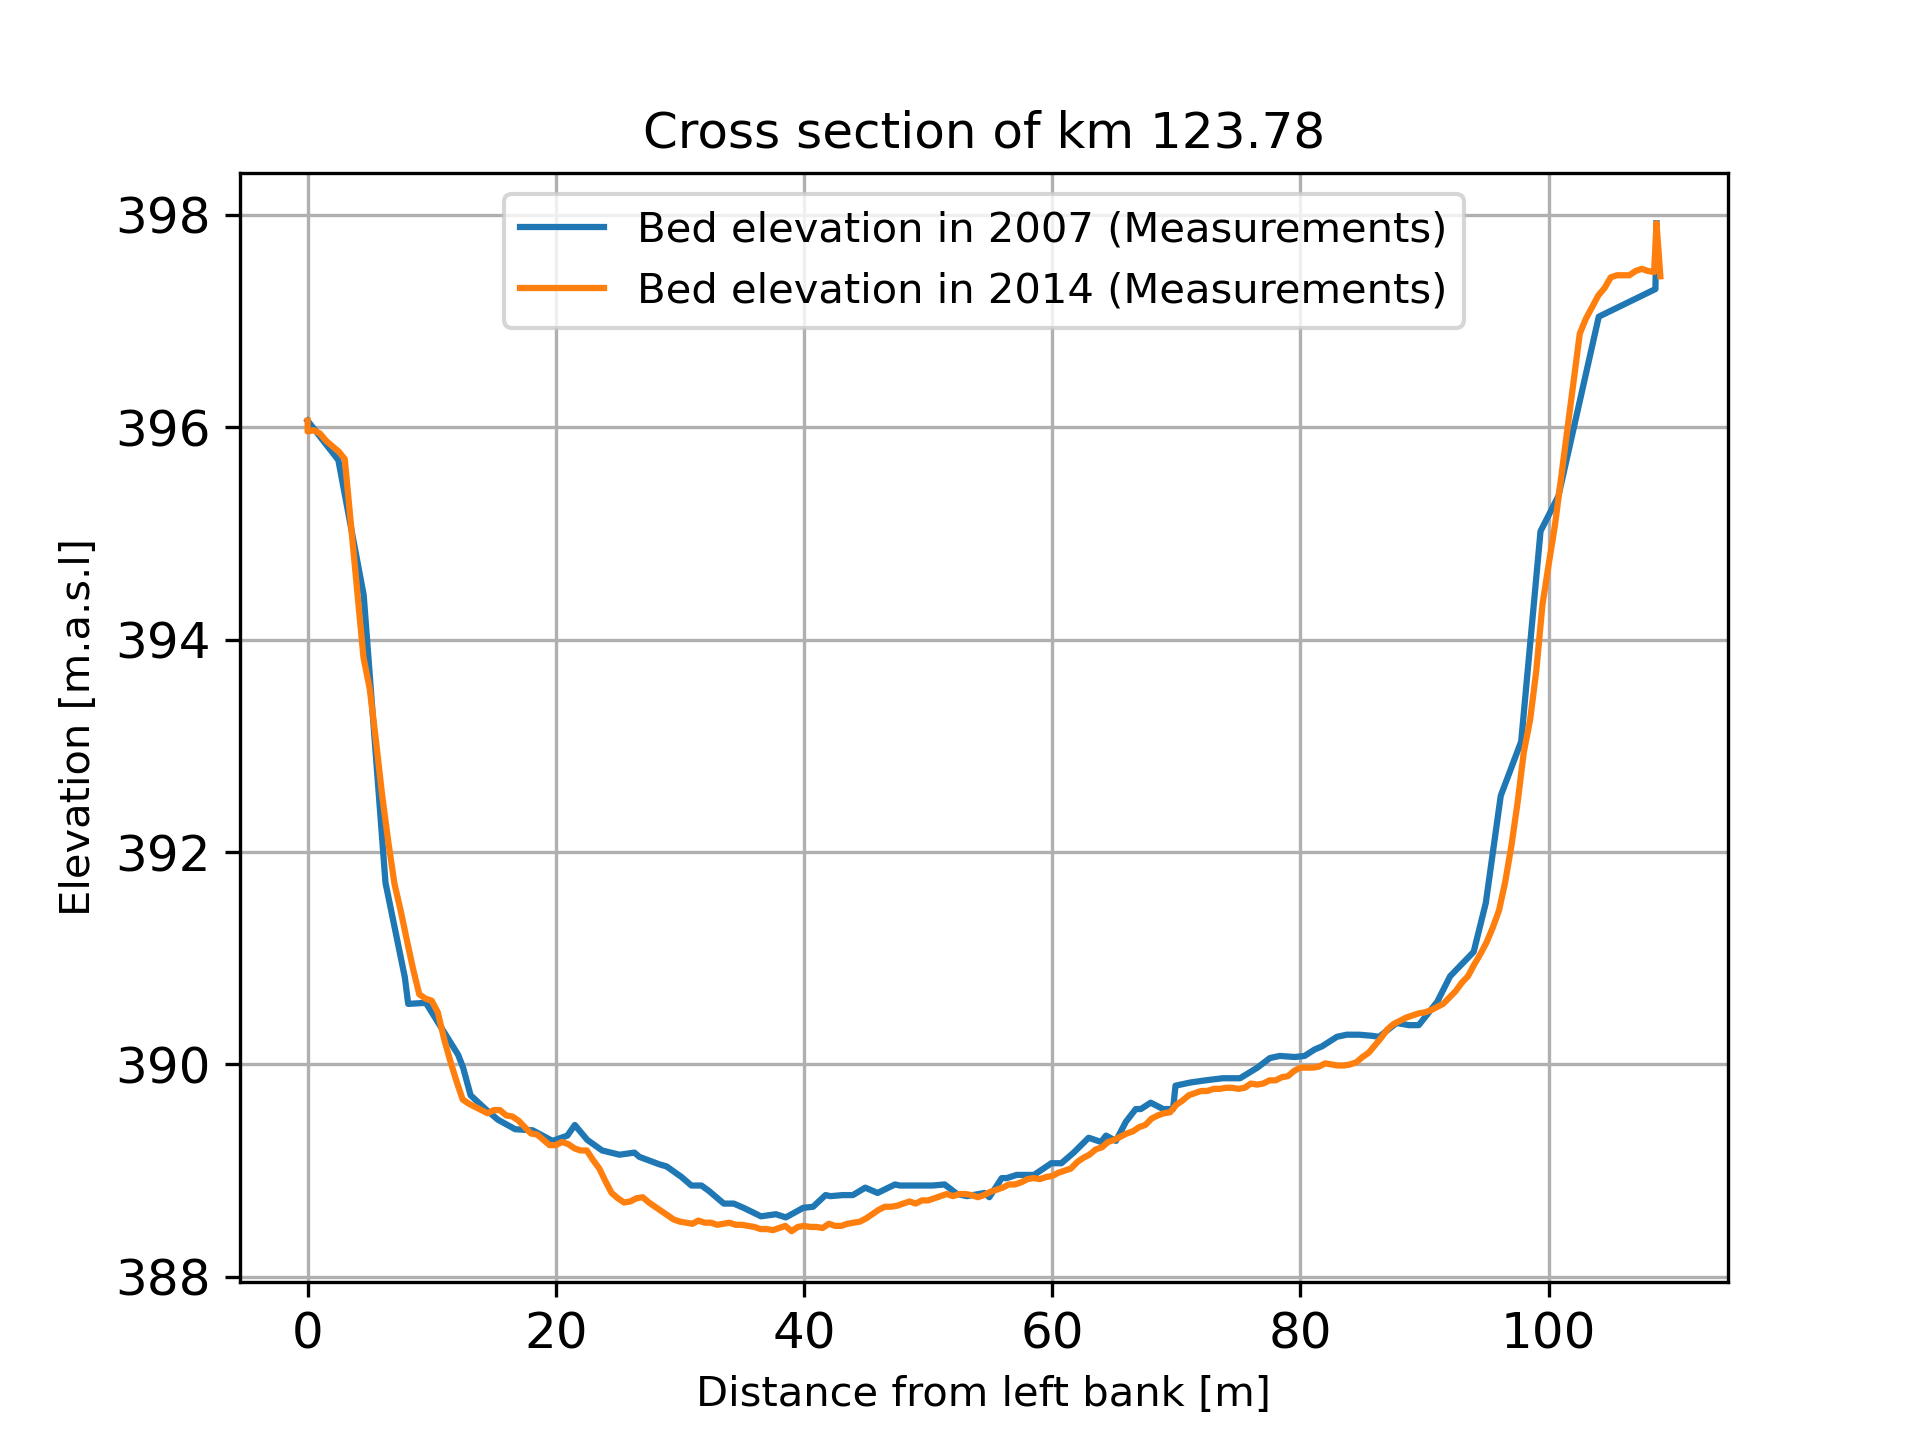 Cross section of km 123.78
Bed elevation in 2007 (Measurements)
Bed elevation in 2014 (Measurements)
Elevation [m.a.s.l]
398
396
394
392
390
388
0 20 40 60 80 100
Distance from left bank [m]